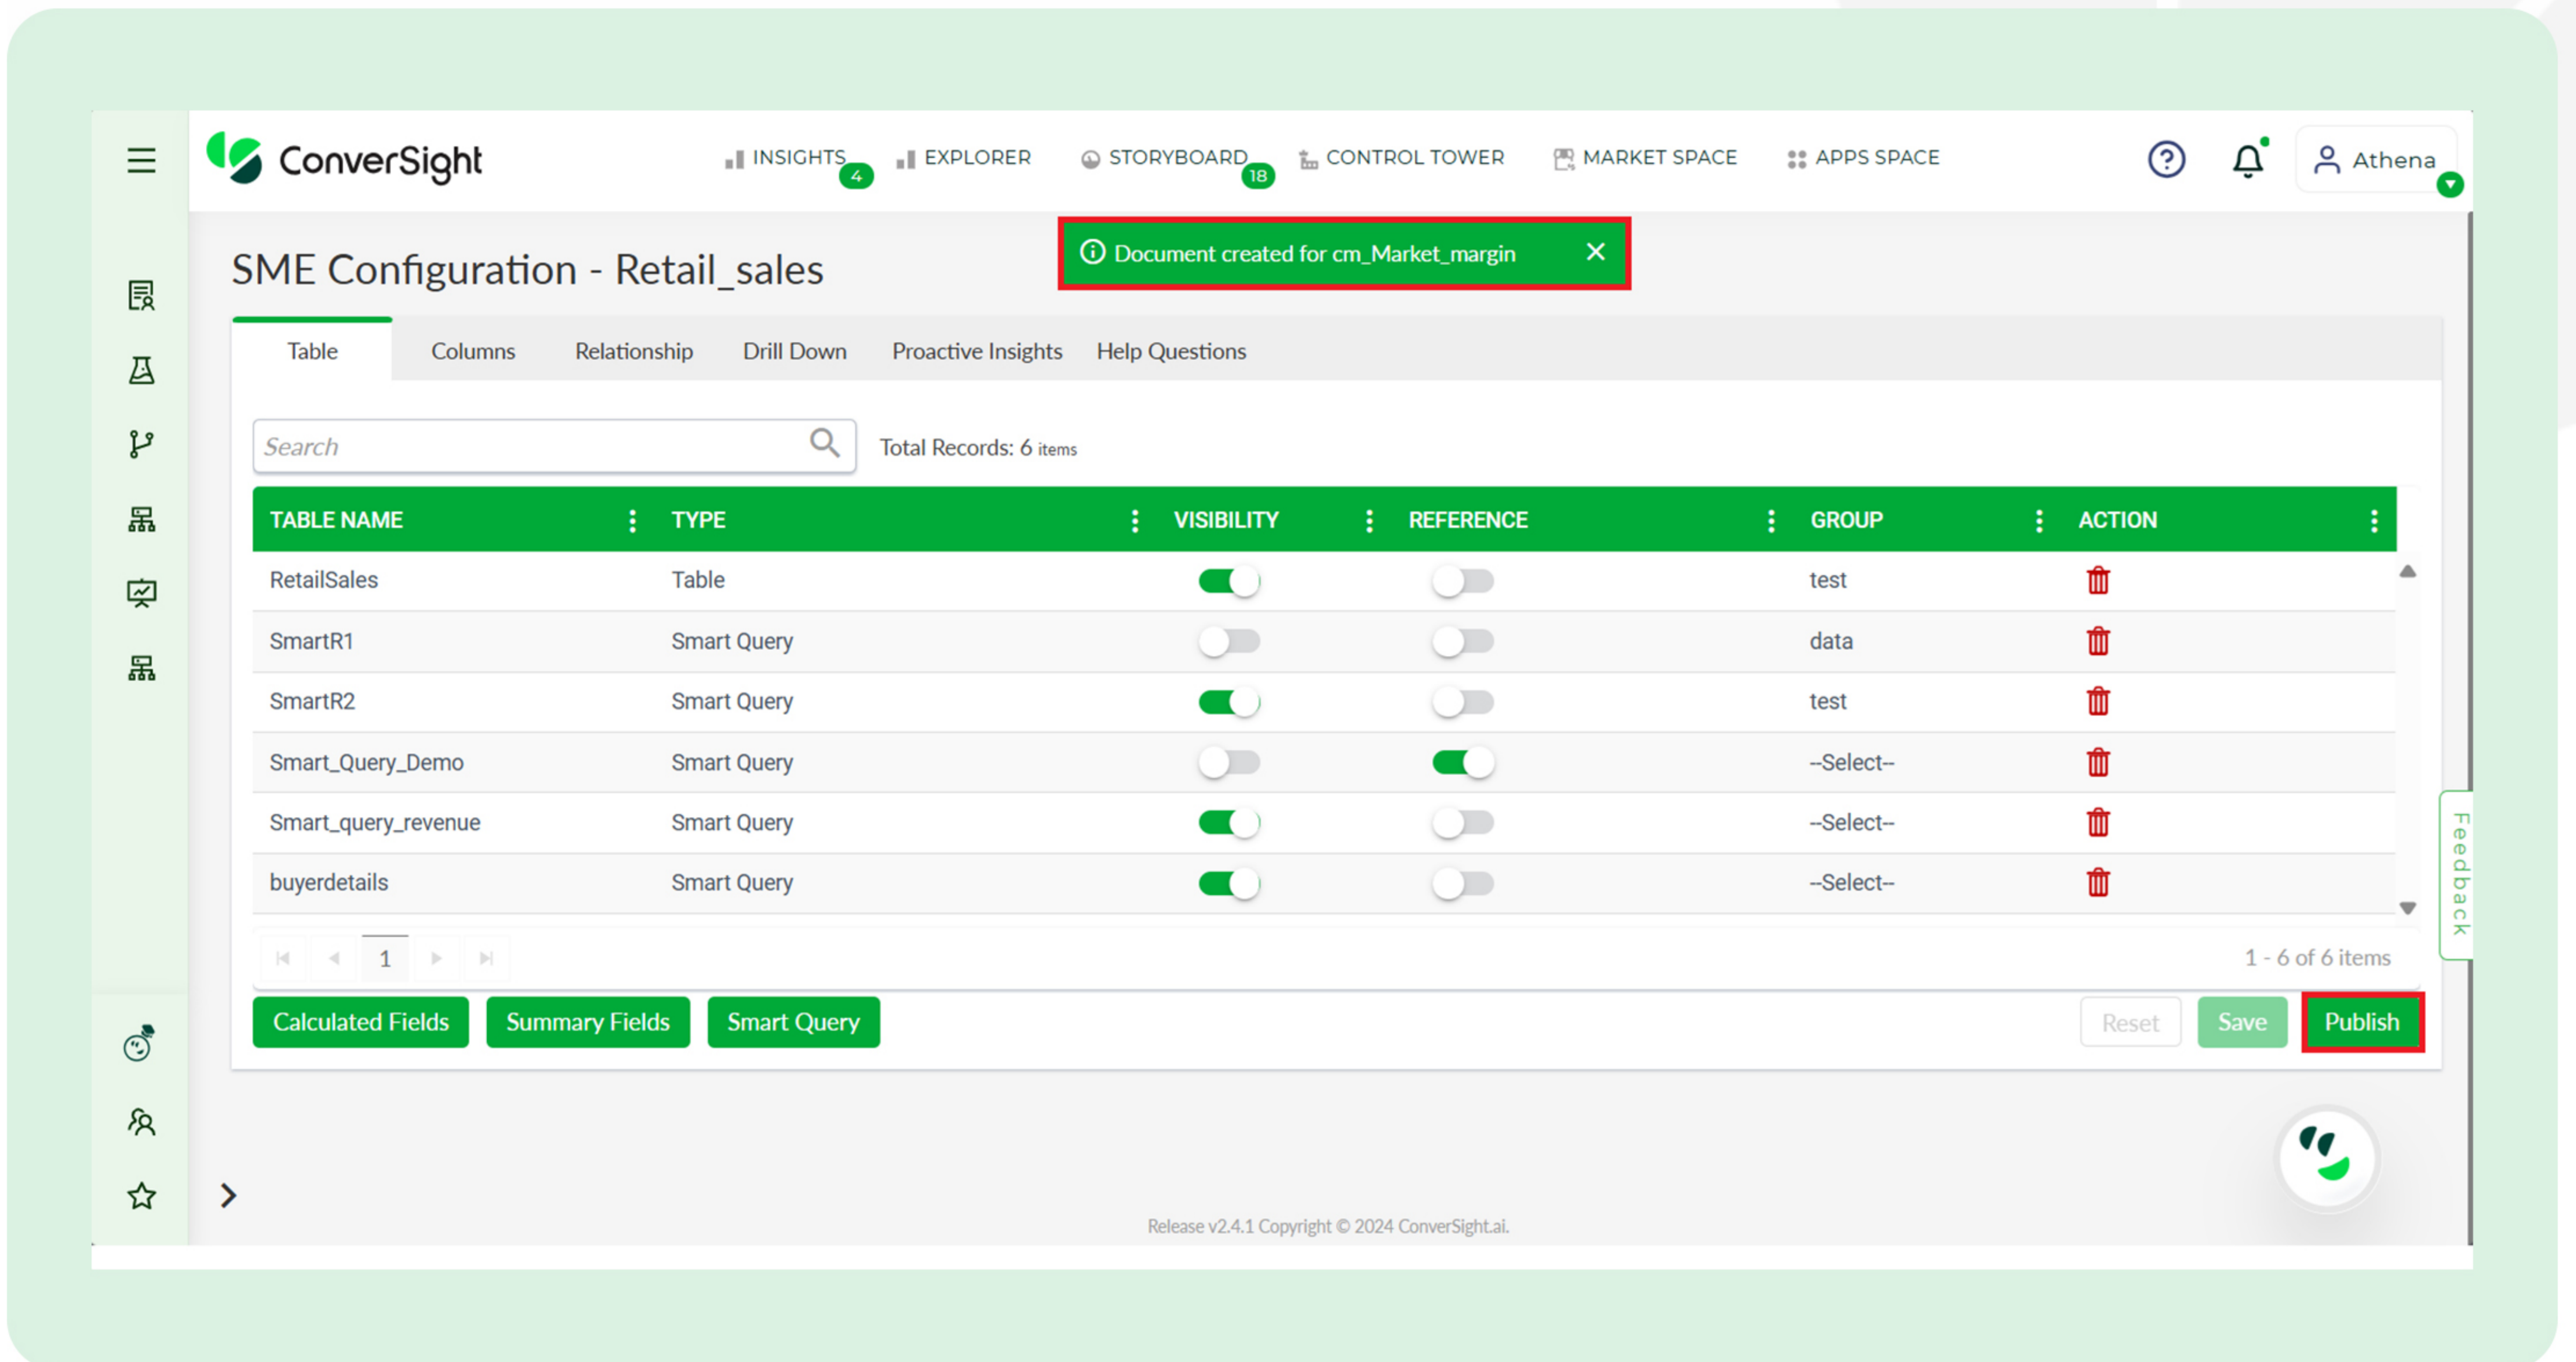 ConverSight
INSIGHTS 4 EXPLORER STORYBOARD 18 CONTROL TOWER MARKET SPACE APPS SPACE Athena
Document created for cm_Market_margin
SME Configuration - Retail_sales
Table Columns Relationship Drill Down Proactive Insights Help Questions
Search Total Records: 6 items
TABLE NAME TYPE VISIBILITY REFERENCE GROUP ACTION
RetailSales Table test
SmartR1 Smart Query data
SmartR2 Smart Query test
Smart_Query_Demo Smart Query --Select--
Smart_query_revenue Smart Query --Select--
buyerdetails Smart Query --Select--
Feedback
1 1 - 6 of 6 items
Calculated Fields Summary Fields Smart Query Reset Save Publish
Release v2.4.1 Copyright © 2024 ConverSight.ai.